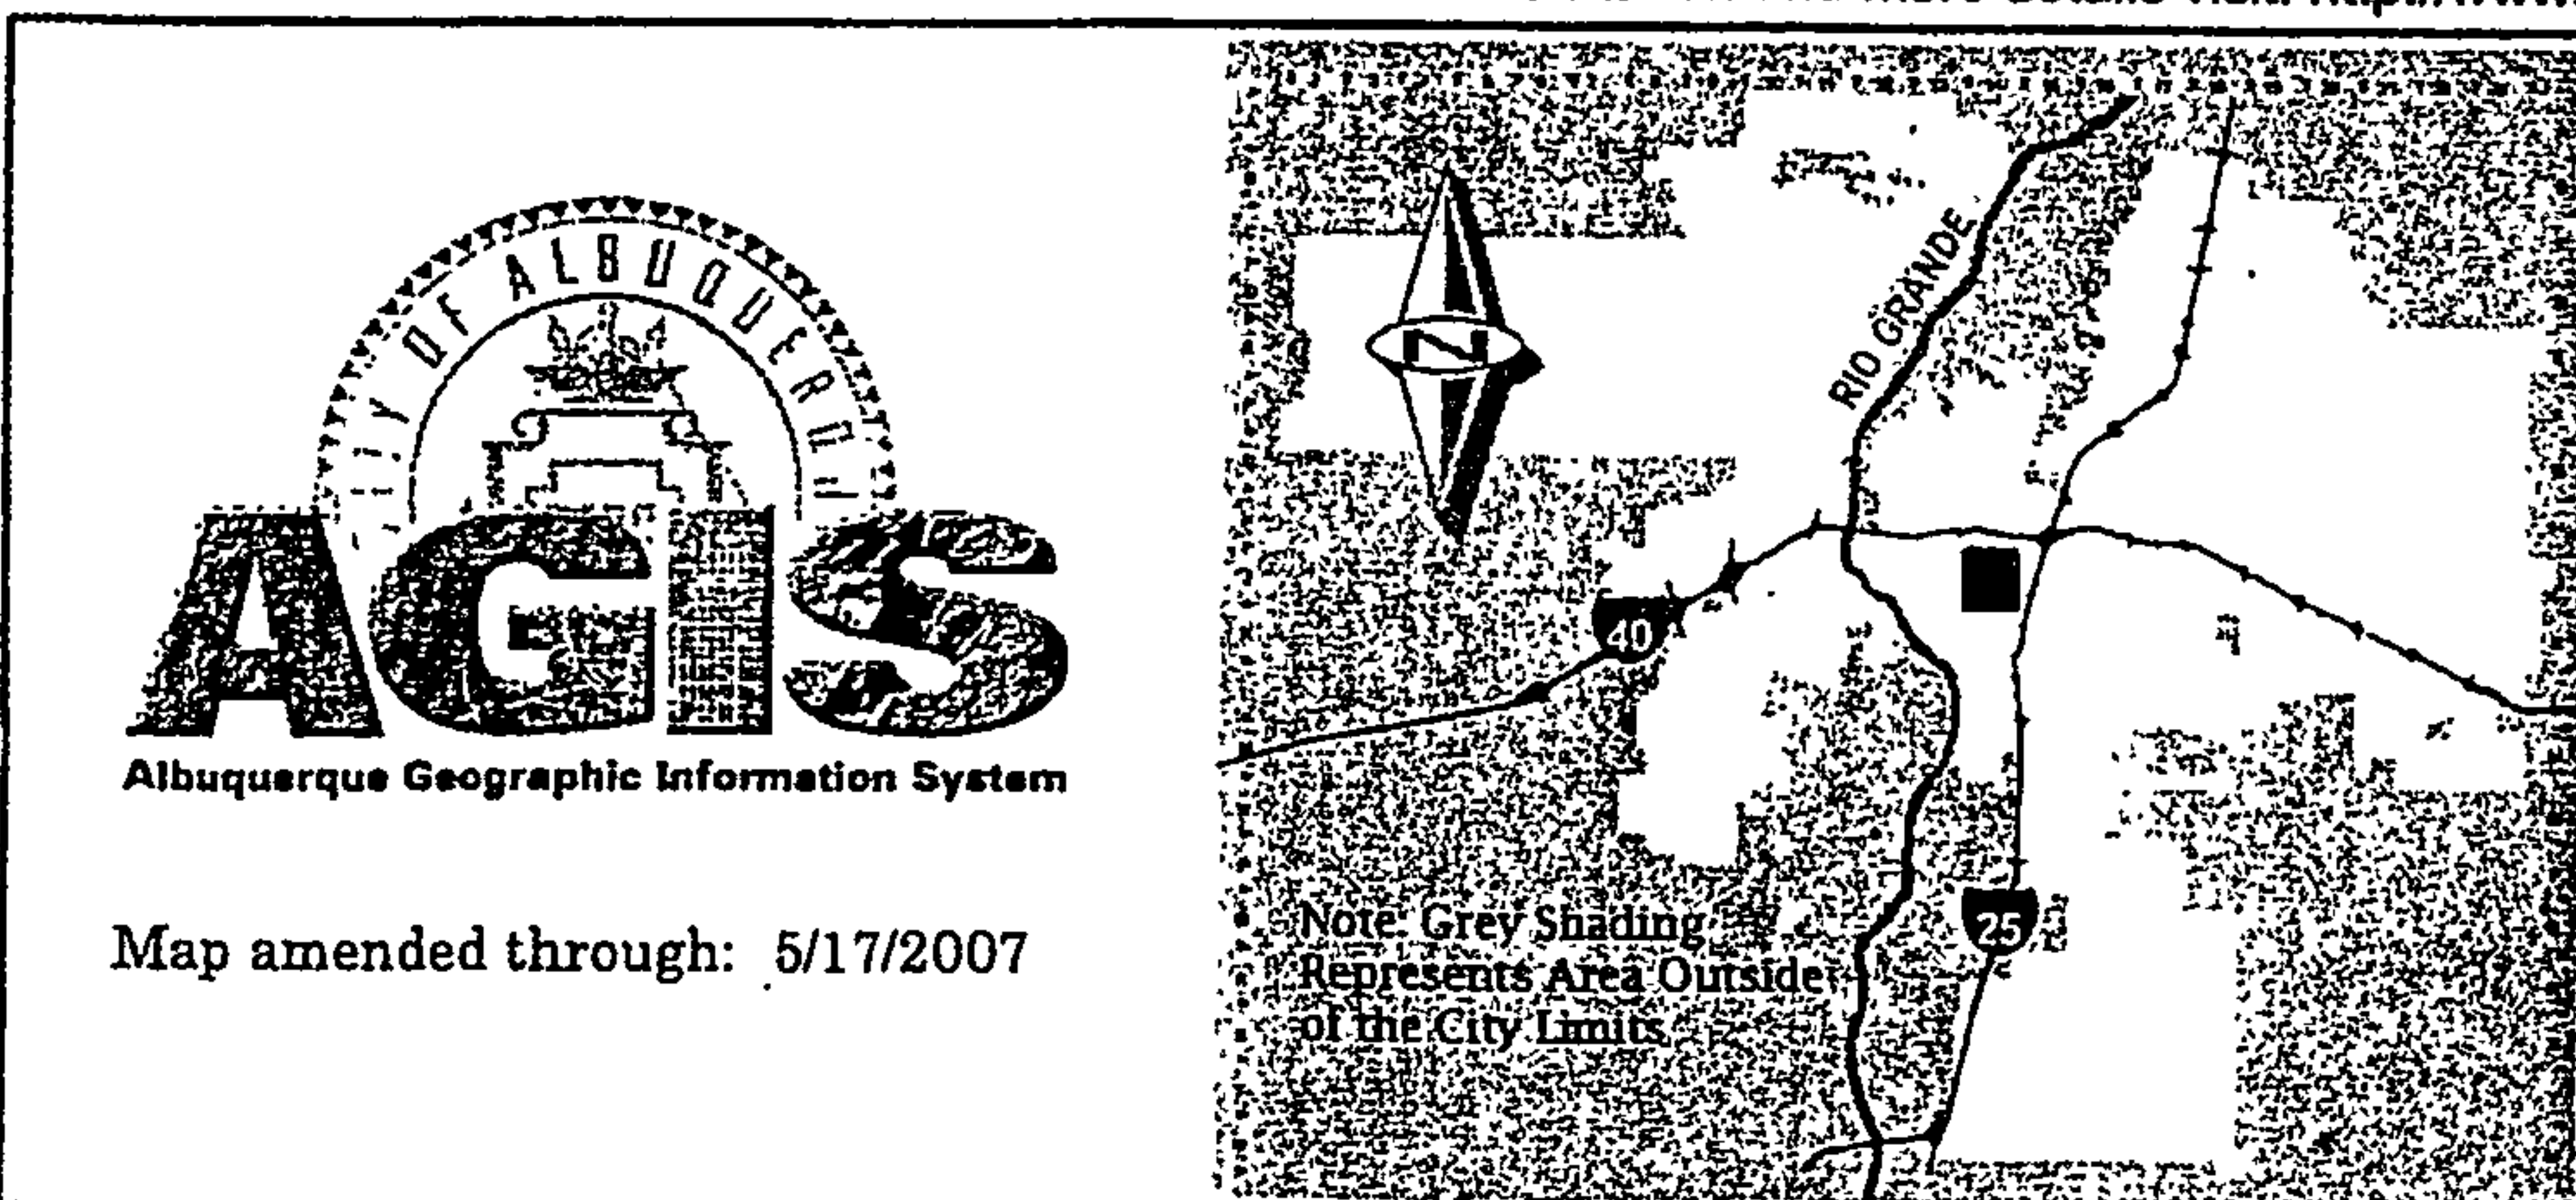 CITY OF ALBUQUERQUE
AGIS
Albuquerque Geographic Information System
Map amended through: 5/17/2007
N
RIO GRANDE
40
25
Note: Grey Shading
Represents Area Outside
of the City Limits